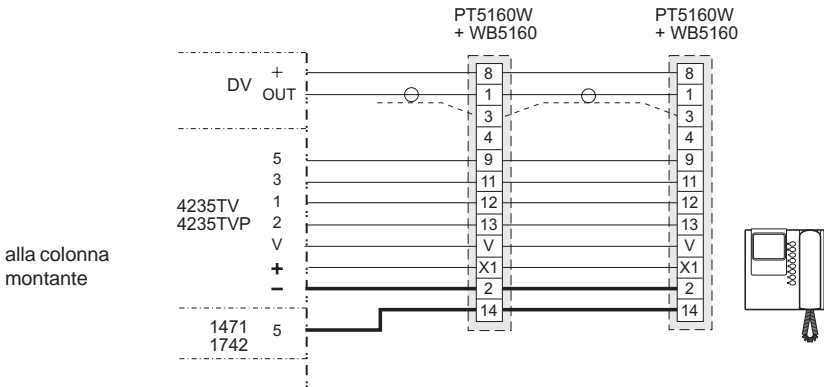 PT5160W
+ WB5160
PT5160W
+ WB5160
DV + 8 8
OUT 1 1
3 3
4 4
5 9 9
3 11 11
4235TV 1 12 12
4235TVP 2 13 13
V V V
+ X1 X1
− 2 2
14 14
alla colonna
montante
1471 5
1742